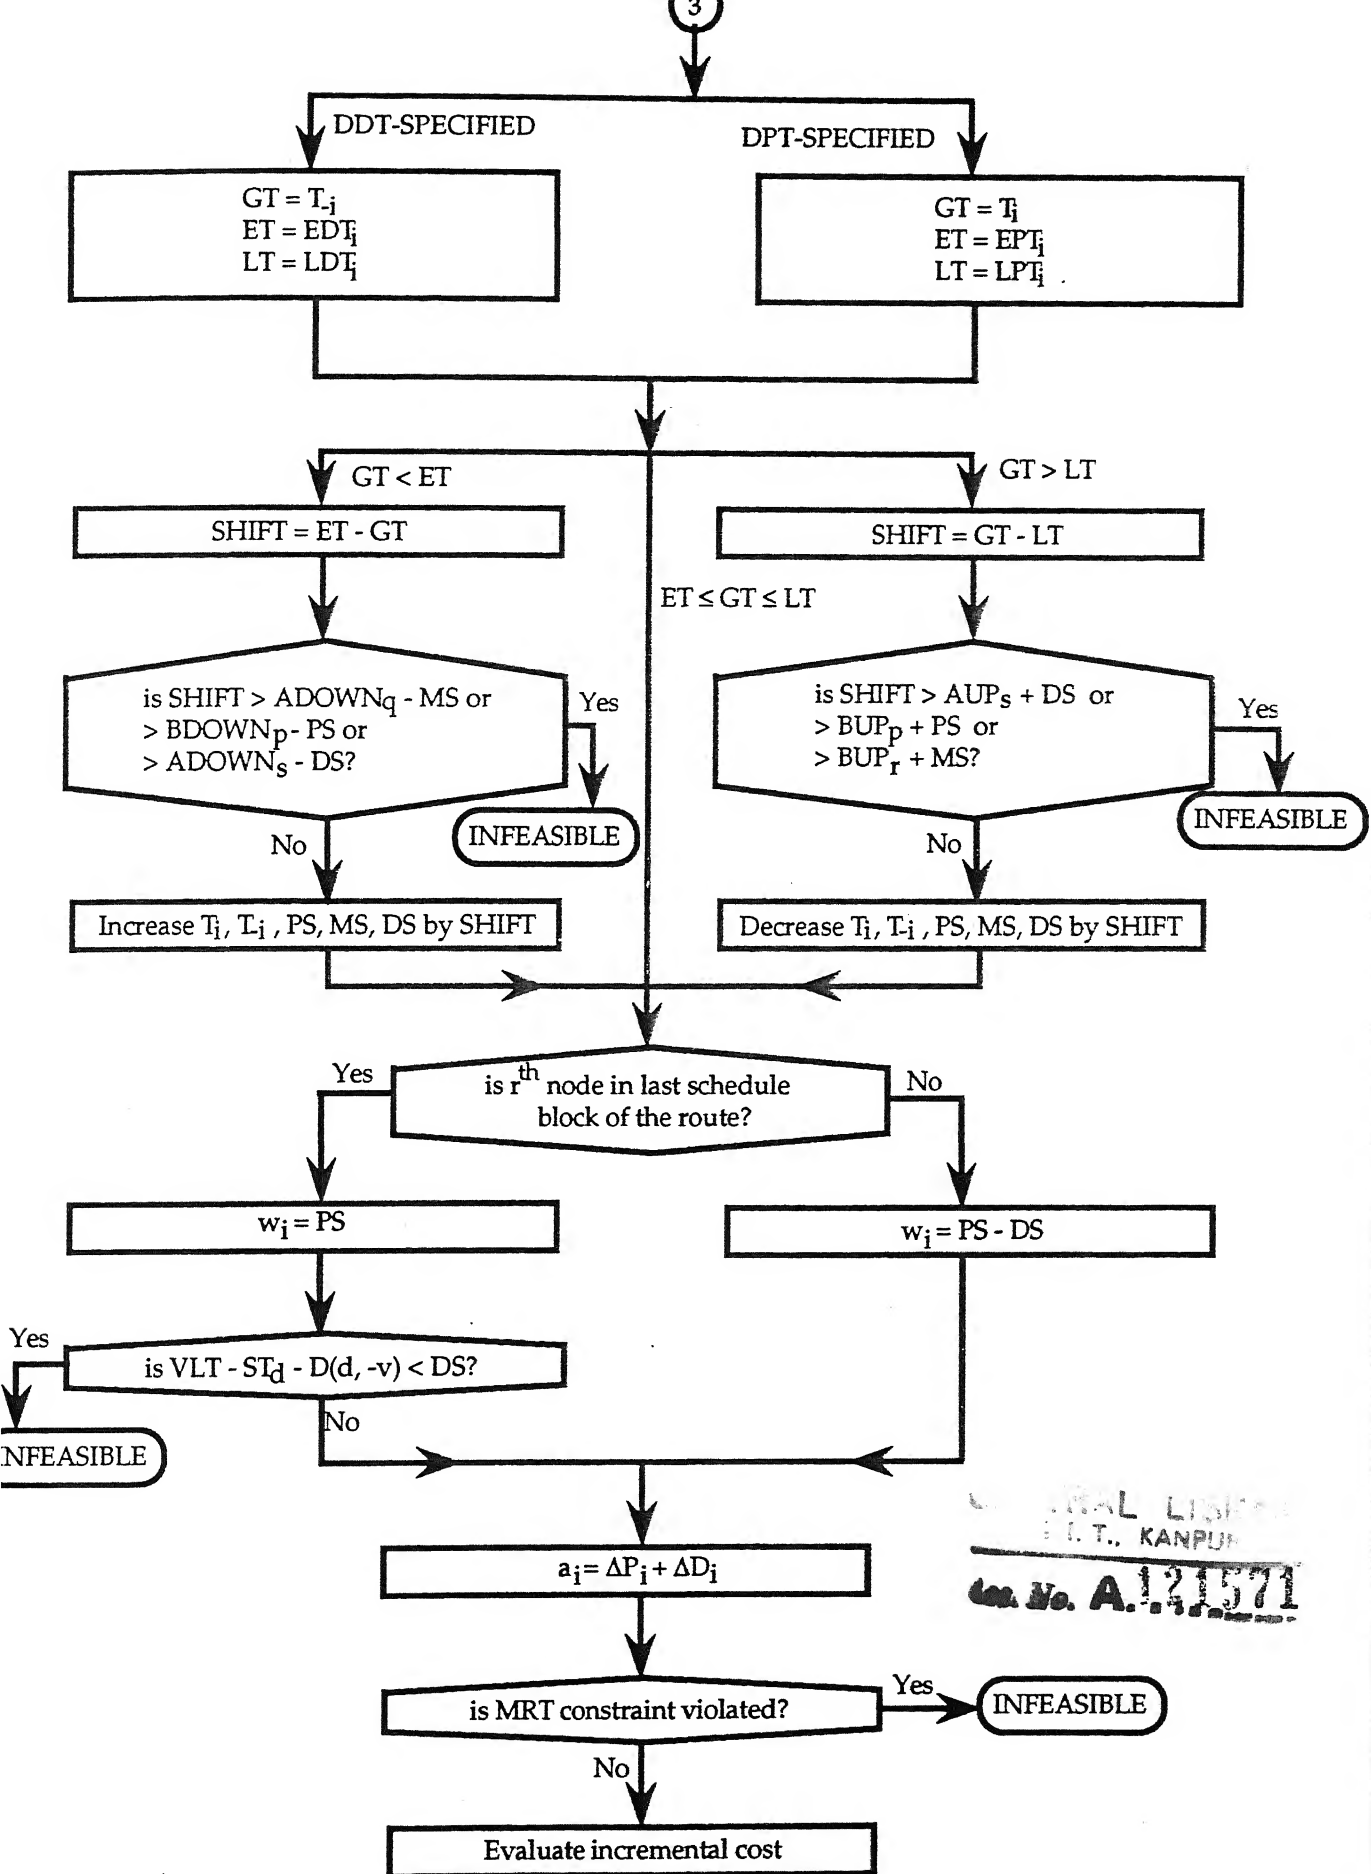 3
DDT-SPECIFIED
DPT-SPECIFIED
GT = T-i
ET = EDTi
LT = LDTi
GT = Ti
ET = EPTi
LT = LPTi
GT < ET
GT > LT
SHIFT = ET - GT
SHIFT = GT - LT
ET ≤ GT ≤ LT
is SHIFT > ADOWNq - MS or
> BDOWNp - PS or
> ADOWNs - DS?
Yes
INFEASIBLE
is SHIFT > AUPs + DS or
> BUPp + PS or
> BUPr + MS?
Yes
INFEASIBLE
No
No
Increase Ti, T-i , PS, MS, DS by SHIFT
Decrease Ti, T-i , PS, MS, DS by SHIFT
is rth node in last schedule
block of the route?
Yes
No
wi = PS
wi = PS - DS
is VLT - STd - D(d, -v) < DS?
Yes
NFEASIBLE
No
ai = ΔPi + ΔDi
I. T., KANPUR
No. A.121571
is MRT constraint violated?
Yes
INFEASIBLE
No
Evaluate incremental cost